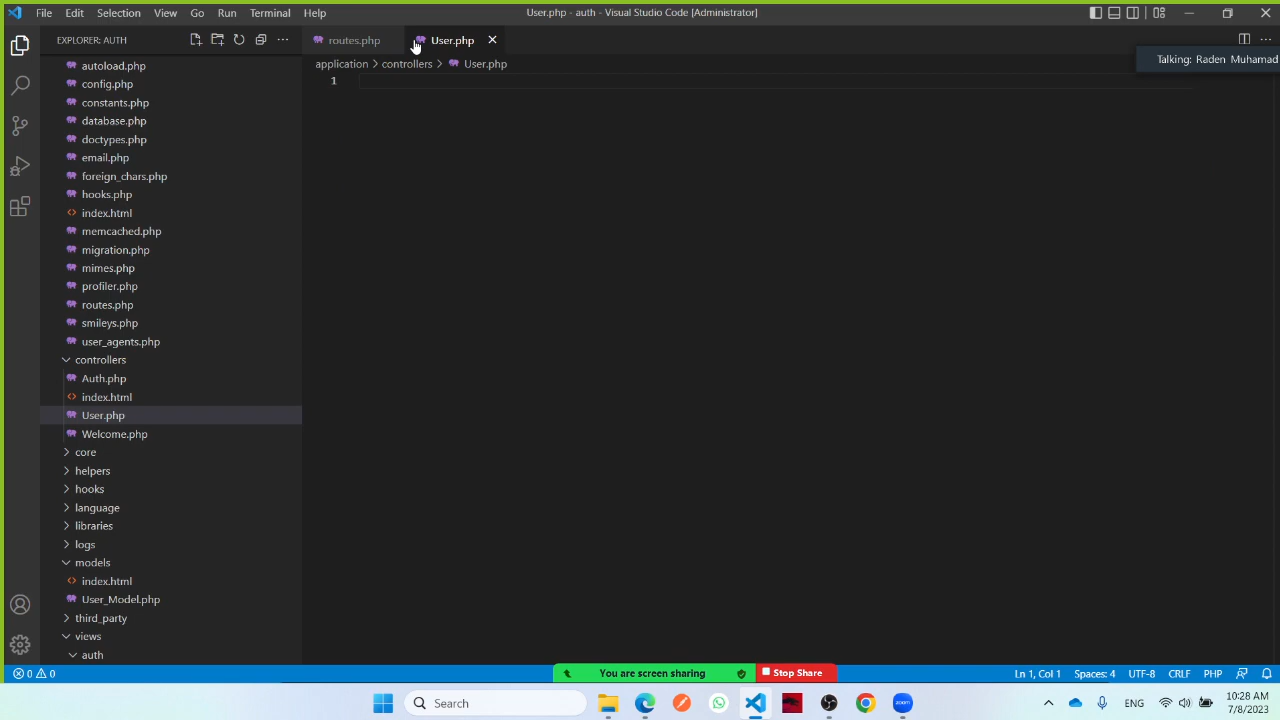 File Edit Selection View Go Run Terminal Help
User.php - auth - Visual Studio Code [Administrator]
EXPLORER: AUTH
routes.php
User.php
Talking: Raden Muhamad
application > controllers > User.php
1
autoload.php
config.php
constants.php
database.php
doctypes.php
email.php
foreign_chars.php
hooks.php
index.html
memcached.php
migration.php
mimes.php
profiler.php
routes.php
smileys.php
user_agents.php
controllers
Auth.php
index.html
User.php
Welcome.php
core
helpers
hooks
language
libraries
logs
models
index.html
User_Model.php
third_party
views
auth
0 0
You are screen sharing
Stop Share
Ln 1, Col 1 Spaces: 4 UTF-8 CRLF PHP
Search
zoom
ENG
10:28 AM
7/8/2023